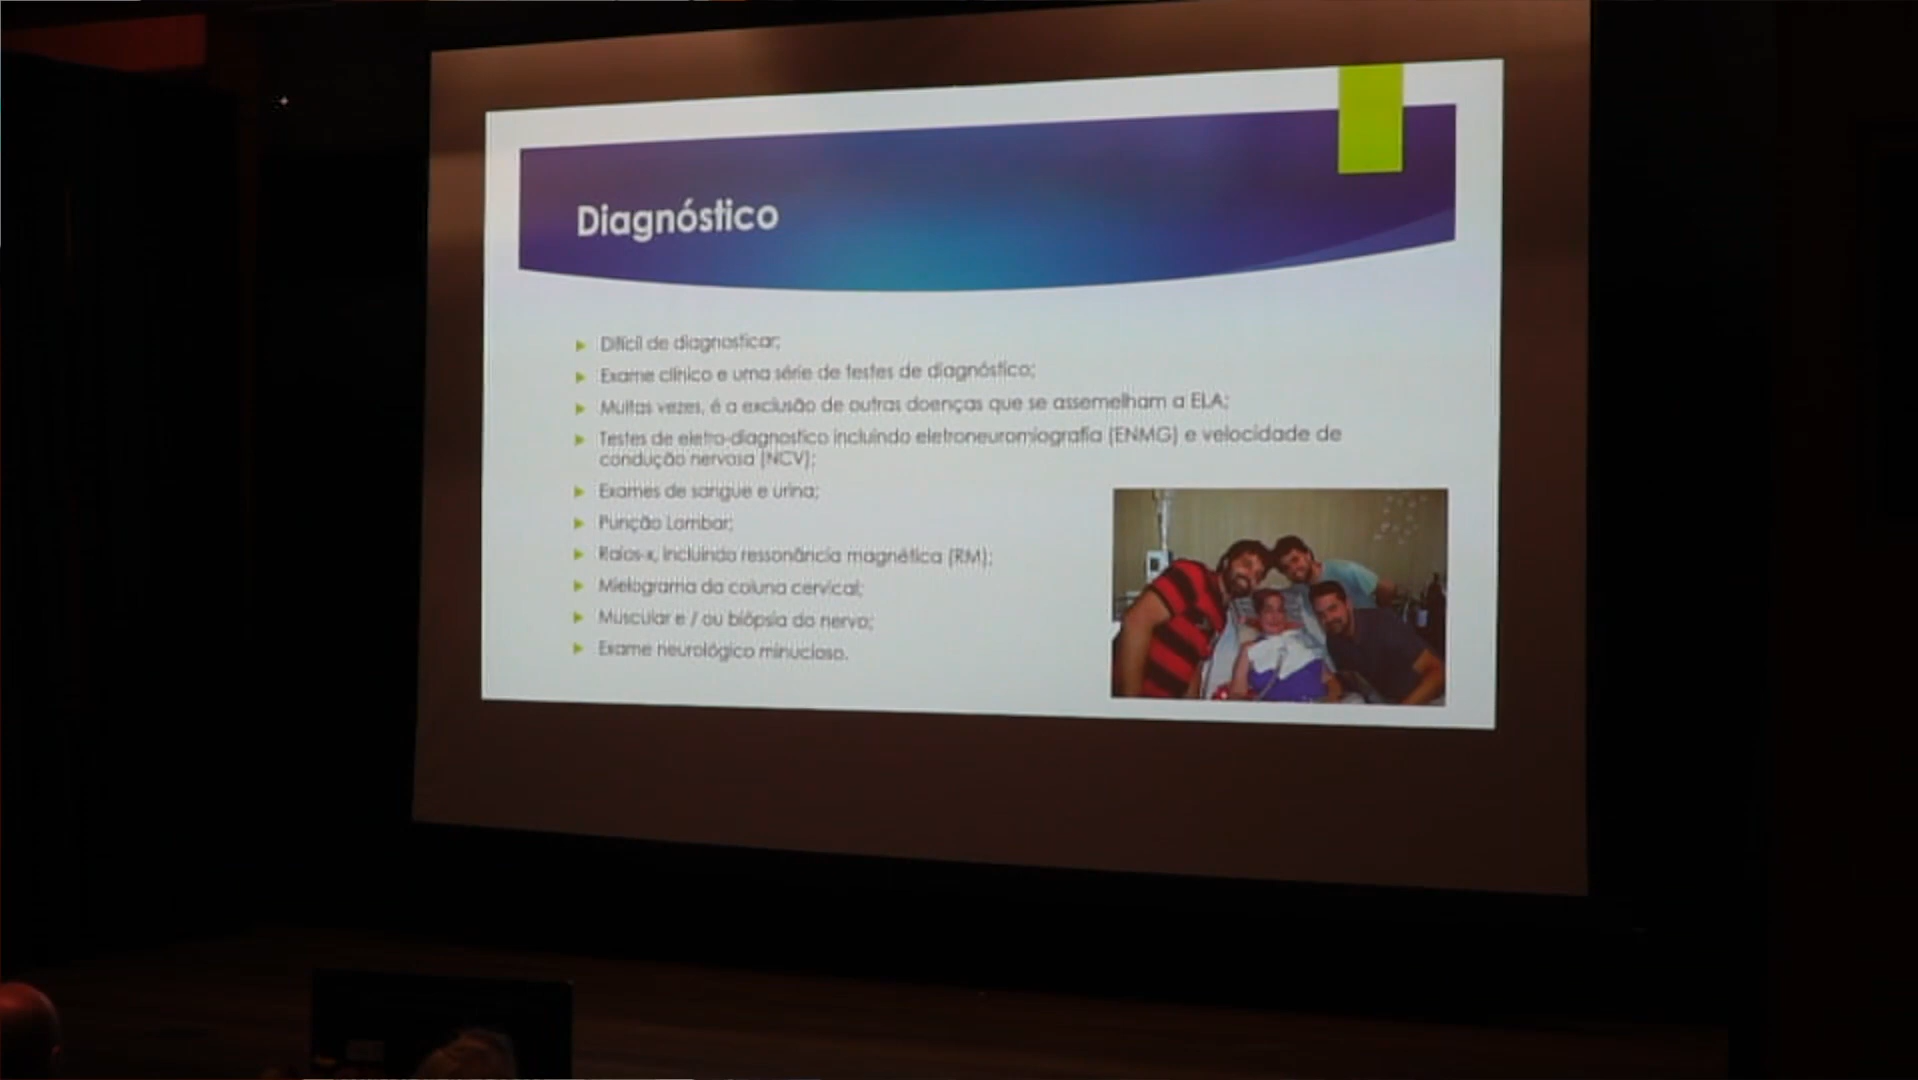 Diagnóstico
Difícil de diagnosticar;
Exame clínico e uma série de testes de diagnóstico;
Muitas vezes, é a exclusão de outras doenças que se assemelham a ELA;
Testes de eletro-diagnostico incluindo eletroneuromiografia (ENMG) e velocidade de
condução nervosa (NCV);
Exames de sangue e urina;
Punção Lombar;
Raios-x, incluindo ressonância magnética (RM);
Mielograma da coluna cervical;
Muscular e / ou biópsia do nervo;
Exame neurológico minucioso.